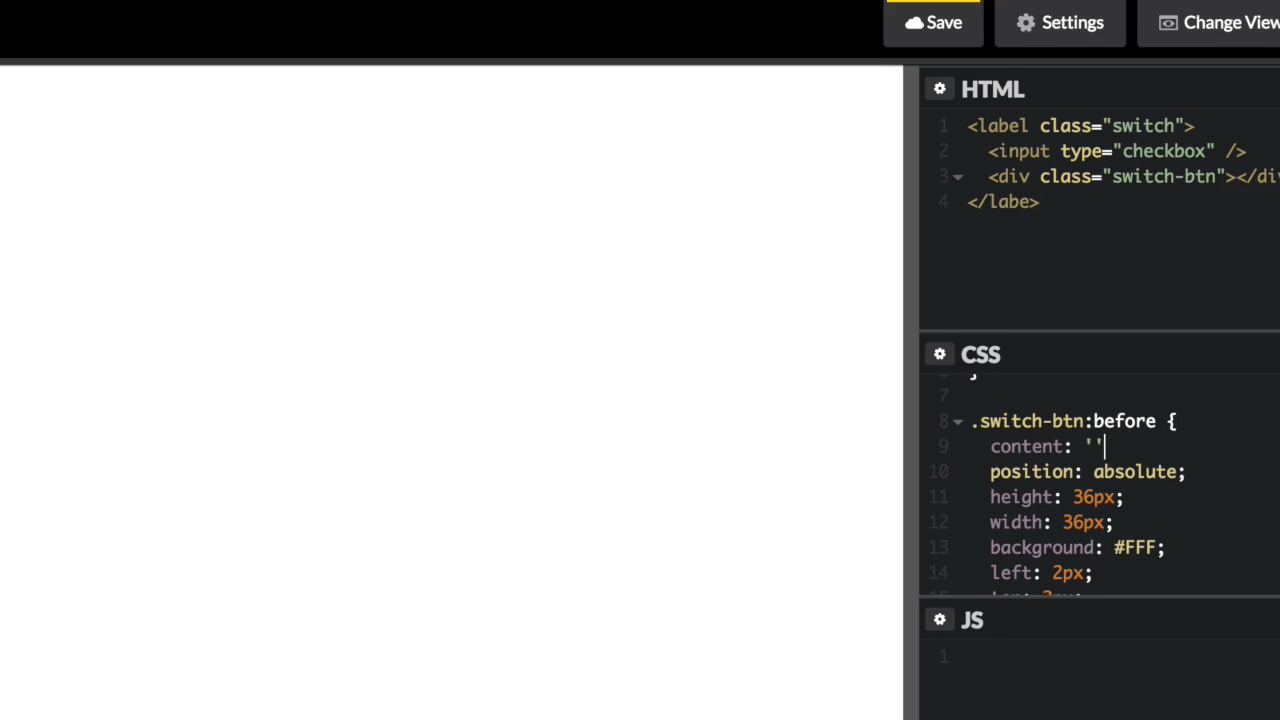 Save
Settings
Change View
HTML
1 <label class="switch">
2 <input type="checkbox" />
3 <div class="switch-btn"></div
4 </labe>
CSS
}
7
8 .switch-btn:before {
9 content: ''
10 position: absolute;
11 height: 36px;
12 width: 36px;
13 background: #FFF;
14 left: 2px;
JS
1